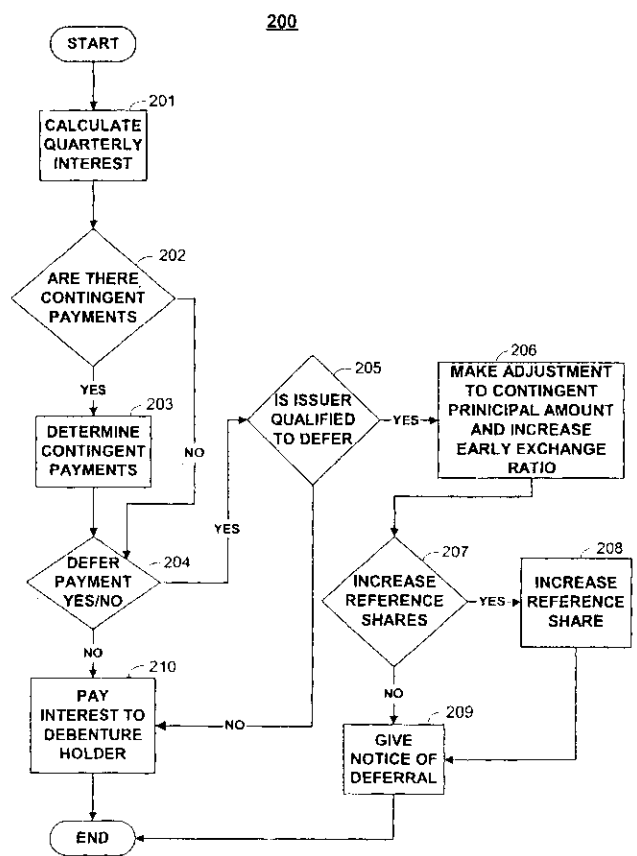 200
START
201
CALCULATE
QUARTERLY
INTEREST
202
ARE THERE
CONTINGENT
PAYMENTS
YES
NO
203
DETERMINE
CONTINGENT
PAYMENTS
204
DEFER
PAYMENT
YES/NO
YES
NO
205
IS ISSUER
QUALIFIED
TO DEFER
YES
NO
206
MAKE ADJUSTMENT
TO CONTINGENT
PRINICIPAL AMOUNT
AND INCREASE
EARLY EXCHANGE
RATIO
207
INCREASE
REFERENCE
SHARES
YES
NO
208
INCREASE
REFERENCE
SHARE
209
GIVE
NOTICE OF
DEFERRAL
210
PAY
INTEREST TO
DEBENTURE
HOLDER
END